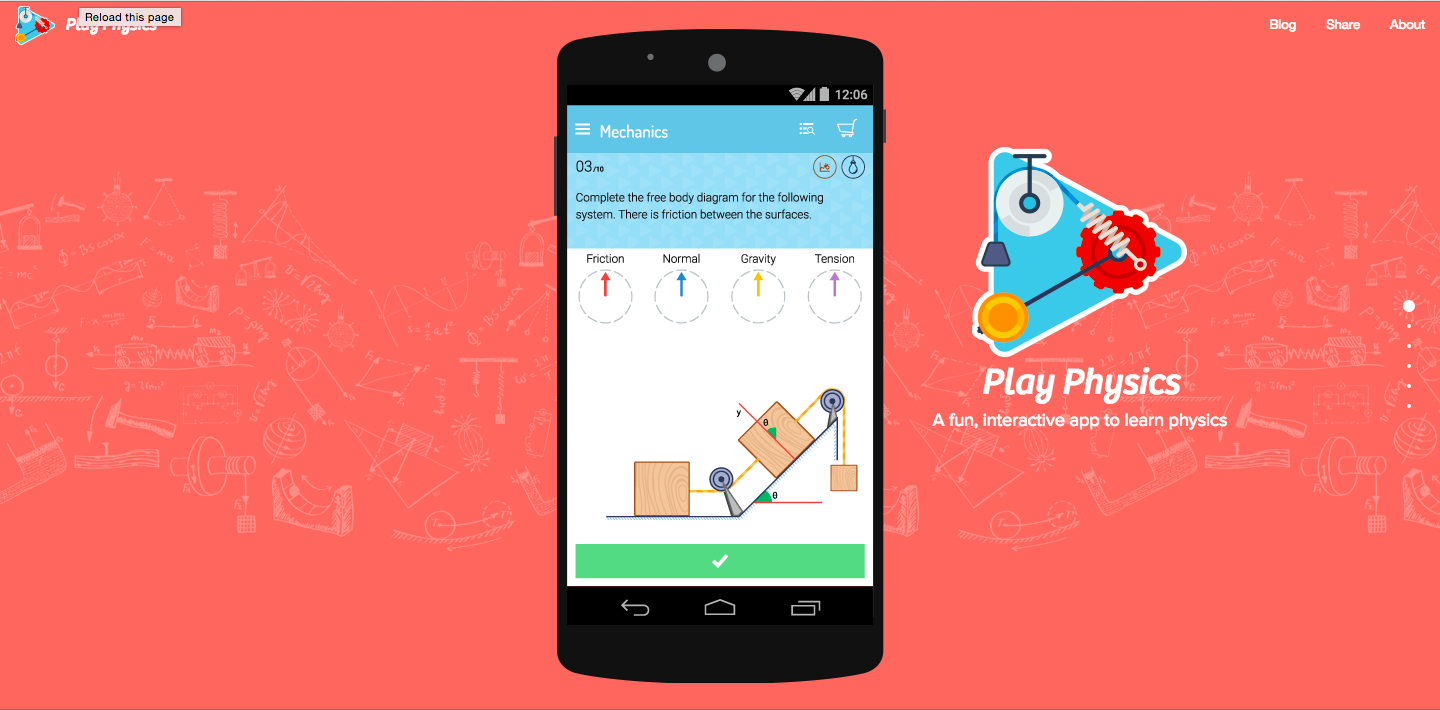 Reload this page
Play Physics
Blog
Share
About
12:06
Mechanics
03/10
Complete the free body diagram for the following
system. There is friction between the surfaces.
Friction
Normal
Gravity
Tension
y
θ
θ
Play Physics
A fun, interactive app to learn physics